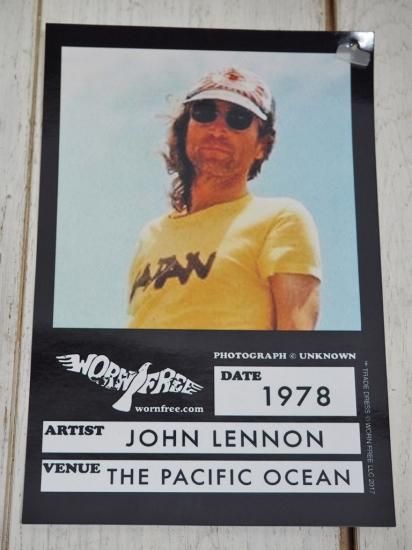 JAPAN
WORN FREE
wornfree.com
PHOTOGRAPH © UNKNOWN
DATE 1978
ARTIST JOHN LENNON
VENUE THE PACIFIC OCEAN
TRADE DRESS © WORN FREE LLC 2017